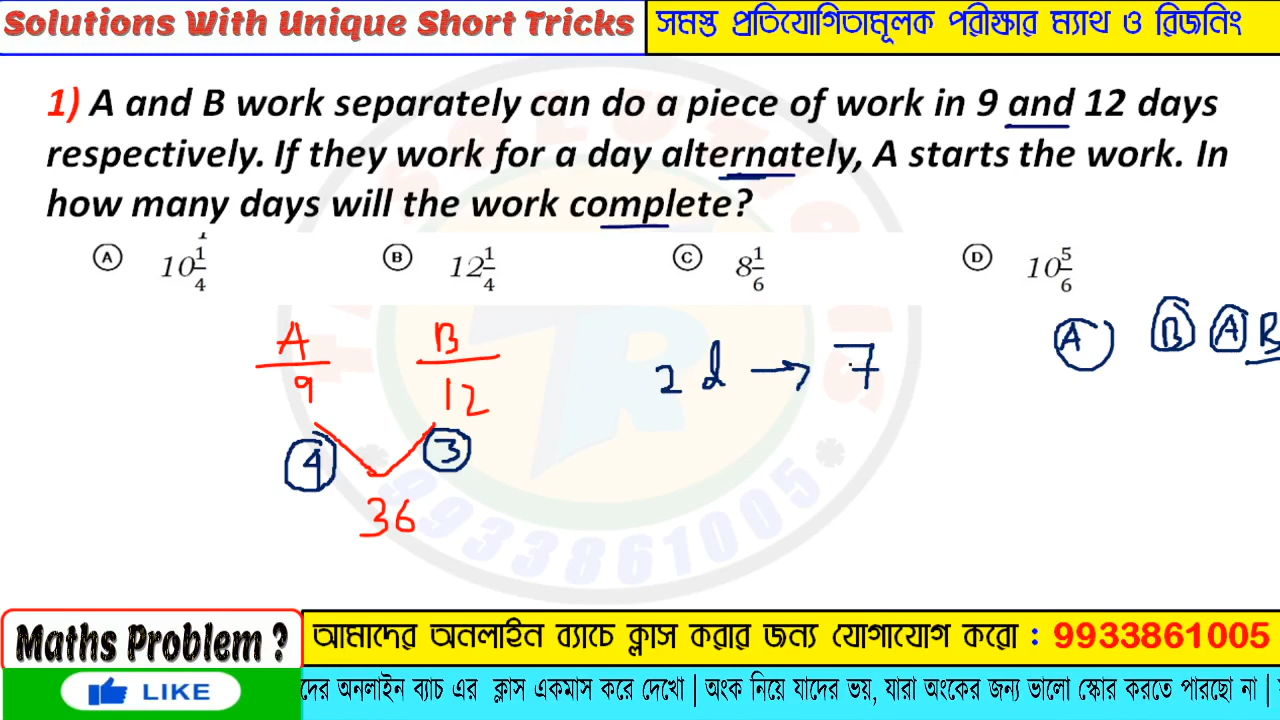 Solutions With Unique Short Tricks
সমস্ত প্রতিযোগিতামূলক পরীক্ষার ম্যাথ ও রিজনিং
1) A and B work separately can do a piece of work in 9 and 12 days
respectively. If they work for a day alternately, A starts the work. In
how many days will the work complete?
A 10 1/4 B 12 1/4 C 8 1/6 D 10 5/6
A B 2 d → 7 A B A B
9 12
4 3
36
9933861005
Maths Problem ?
আমাদের অনলাইন ব্যাচে ক্লাস করার জন্য যোগাযোগ করো : 9933861005
LIKE
দের অনলাইন ব্যাচ এর ক্লাস একমাস করে দেখো | অংক নিয়ে যাদের ভয়, যারা অংকের জন্য ভালো স্কোর করতে পারছো না |